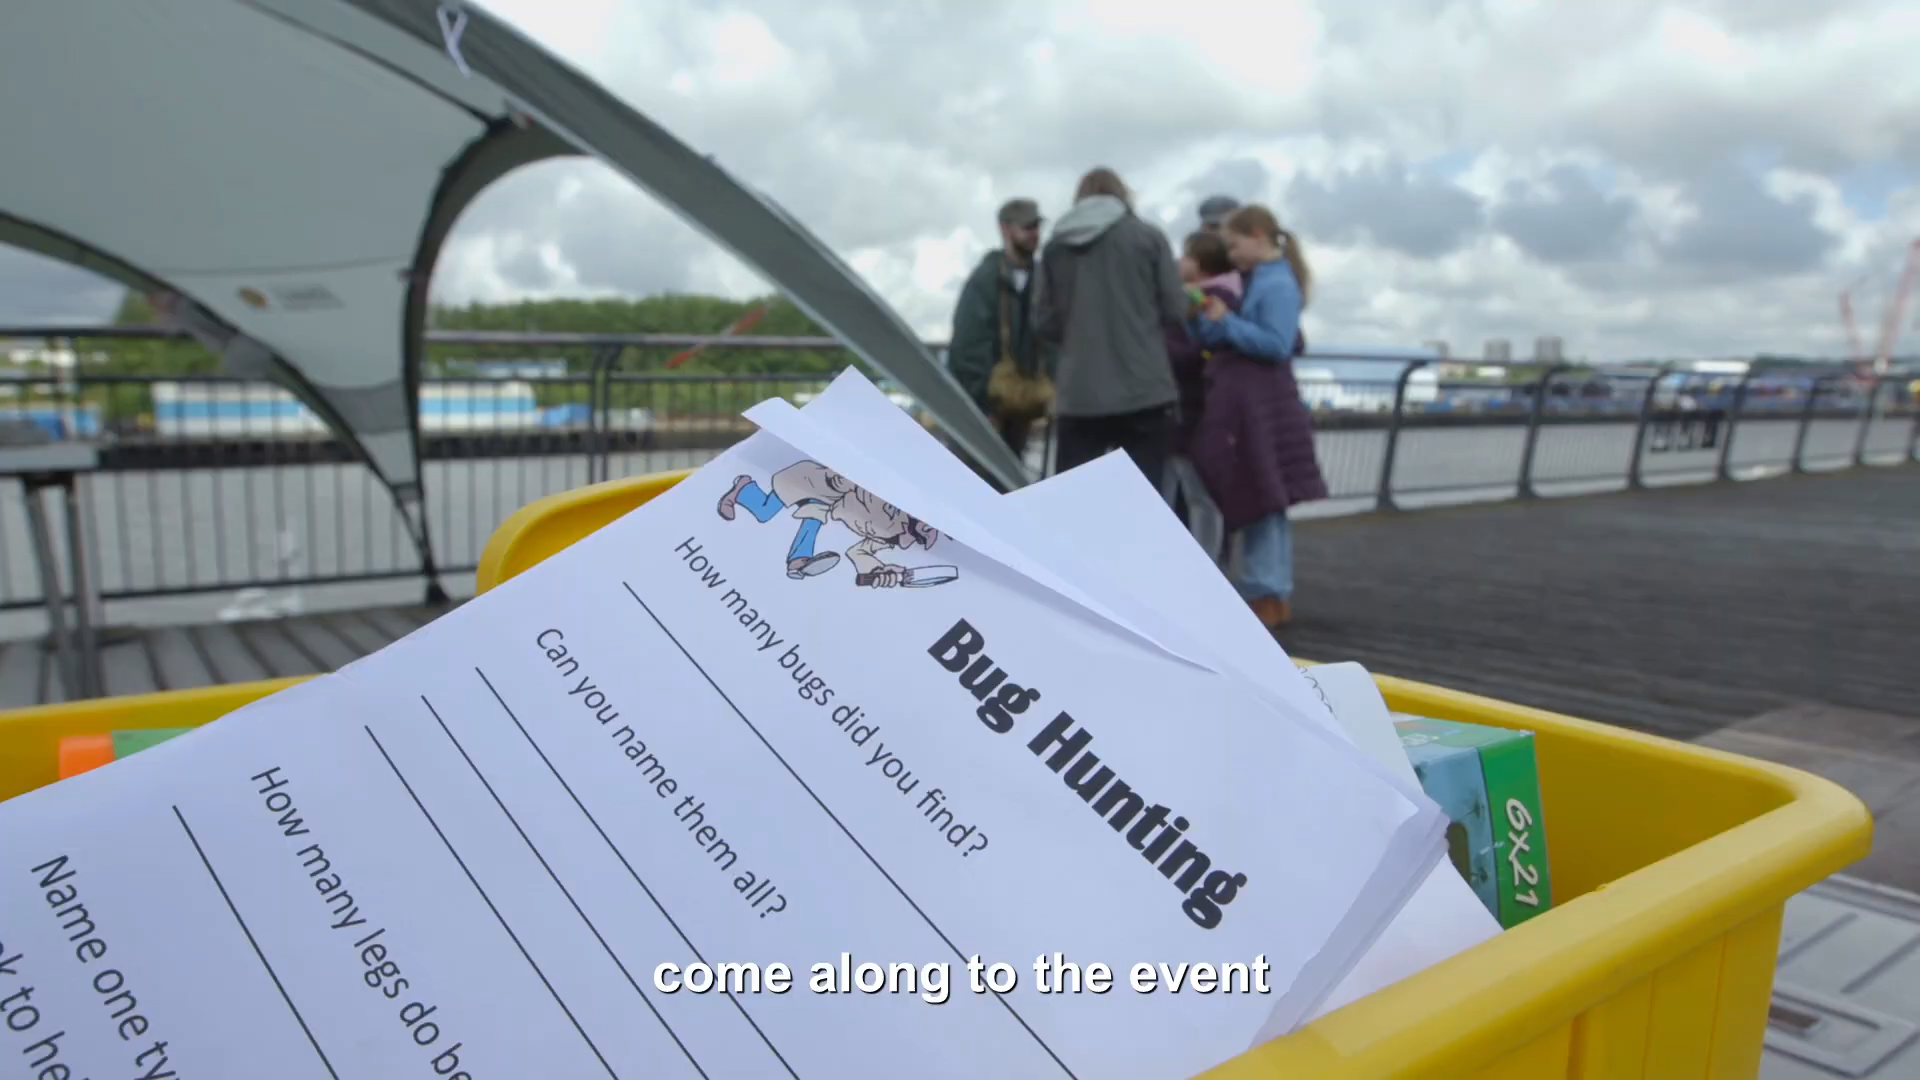 Bug Hunting
How many bugs did you find?
Can you name them all?
How many legs do
Name one
to
6x21
come along to the event